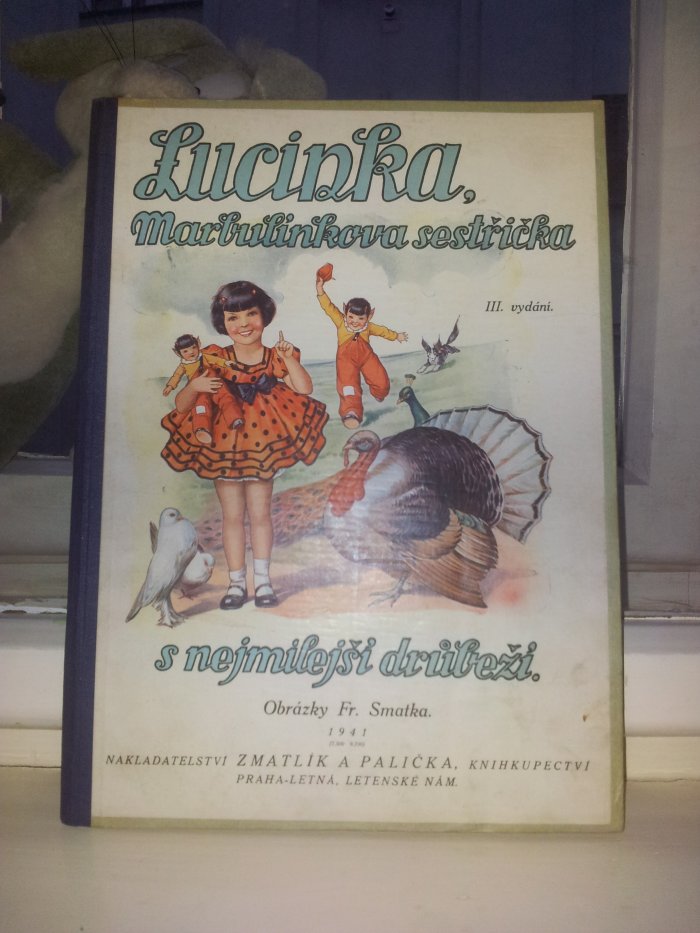 Lucinka,
Marbulínkova sestřička
III. vydání.
s nejmilejší drůbeží.
Obrázky Fr. Smatka.
1941
NAKLADATELSTVÍ ZMATLÍK A PALIČKA, KNIHKUPECTVÍ
PRAHA-LETNÁ, LETENSKÉ NÁM.